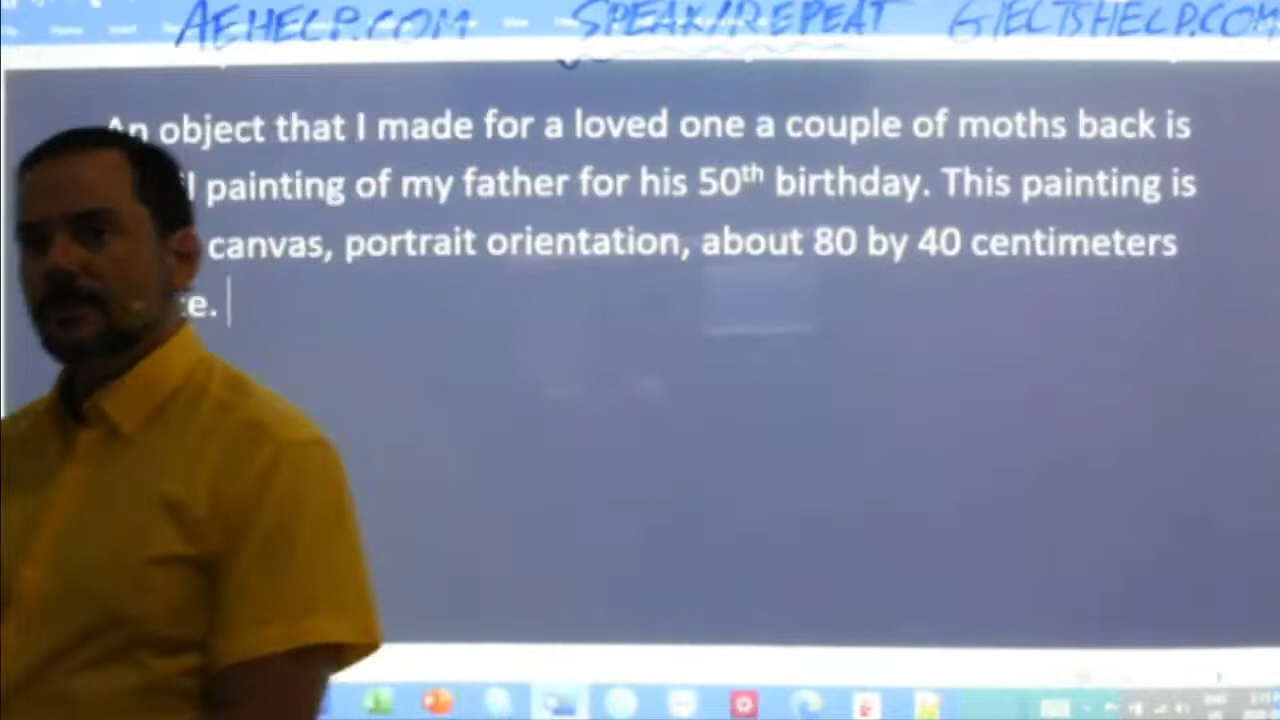 AEHELP.COM SPEAK/REPEAT GIELTSHELP.COM
An object that I made for a loved one a couple of moths back is
painting of my father for his 50th birthday. This painting is
canvas, portrait orientation, about 80 by 40 centimeters